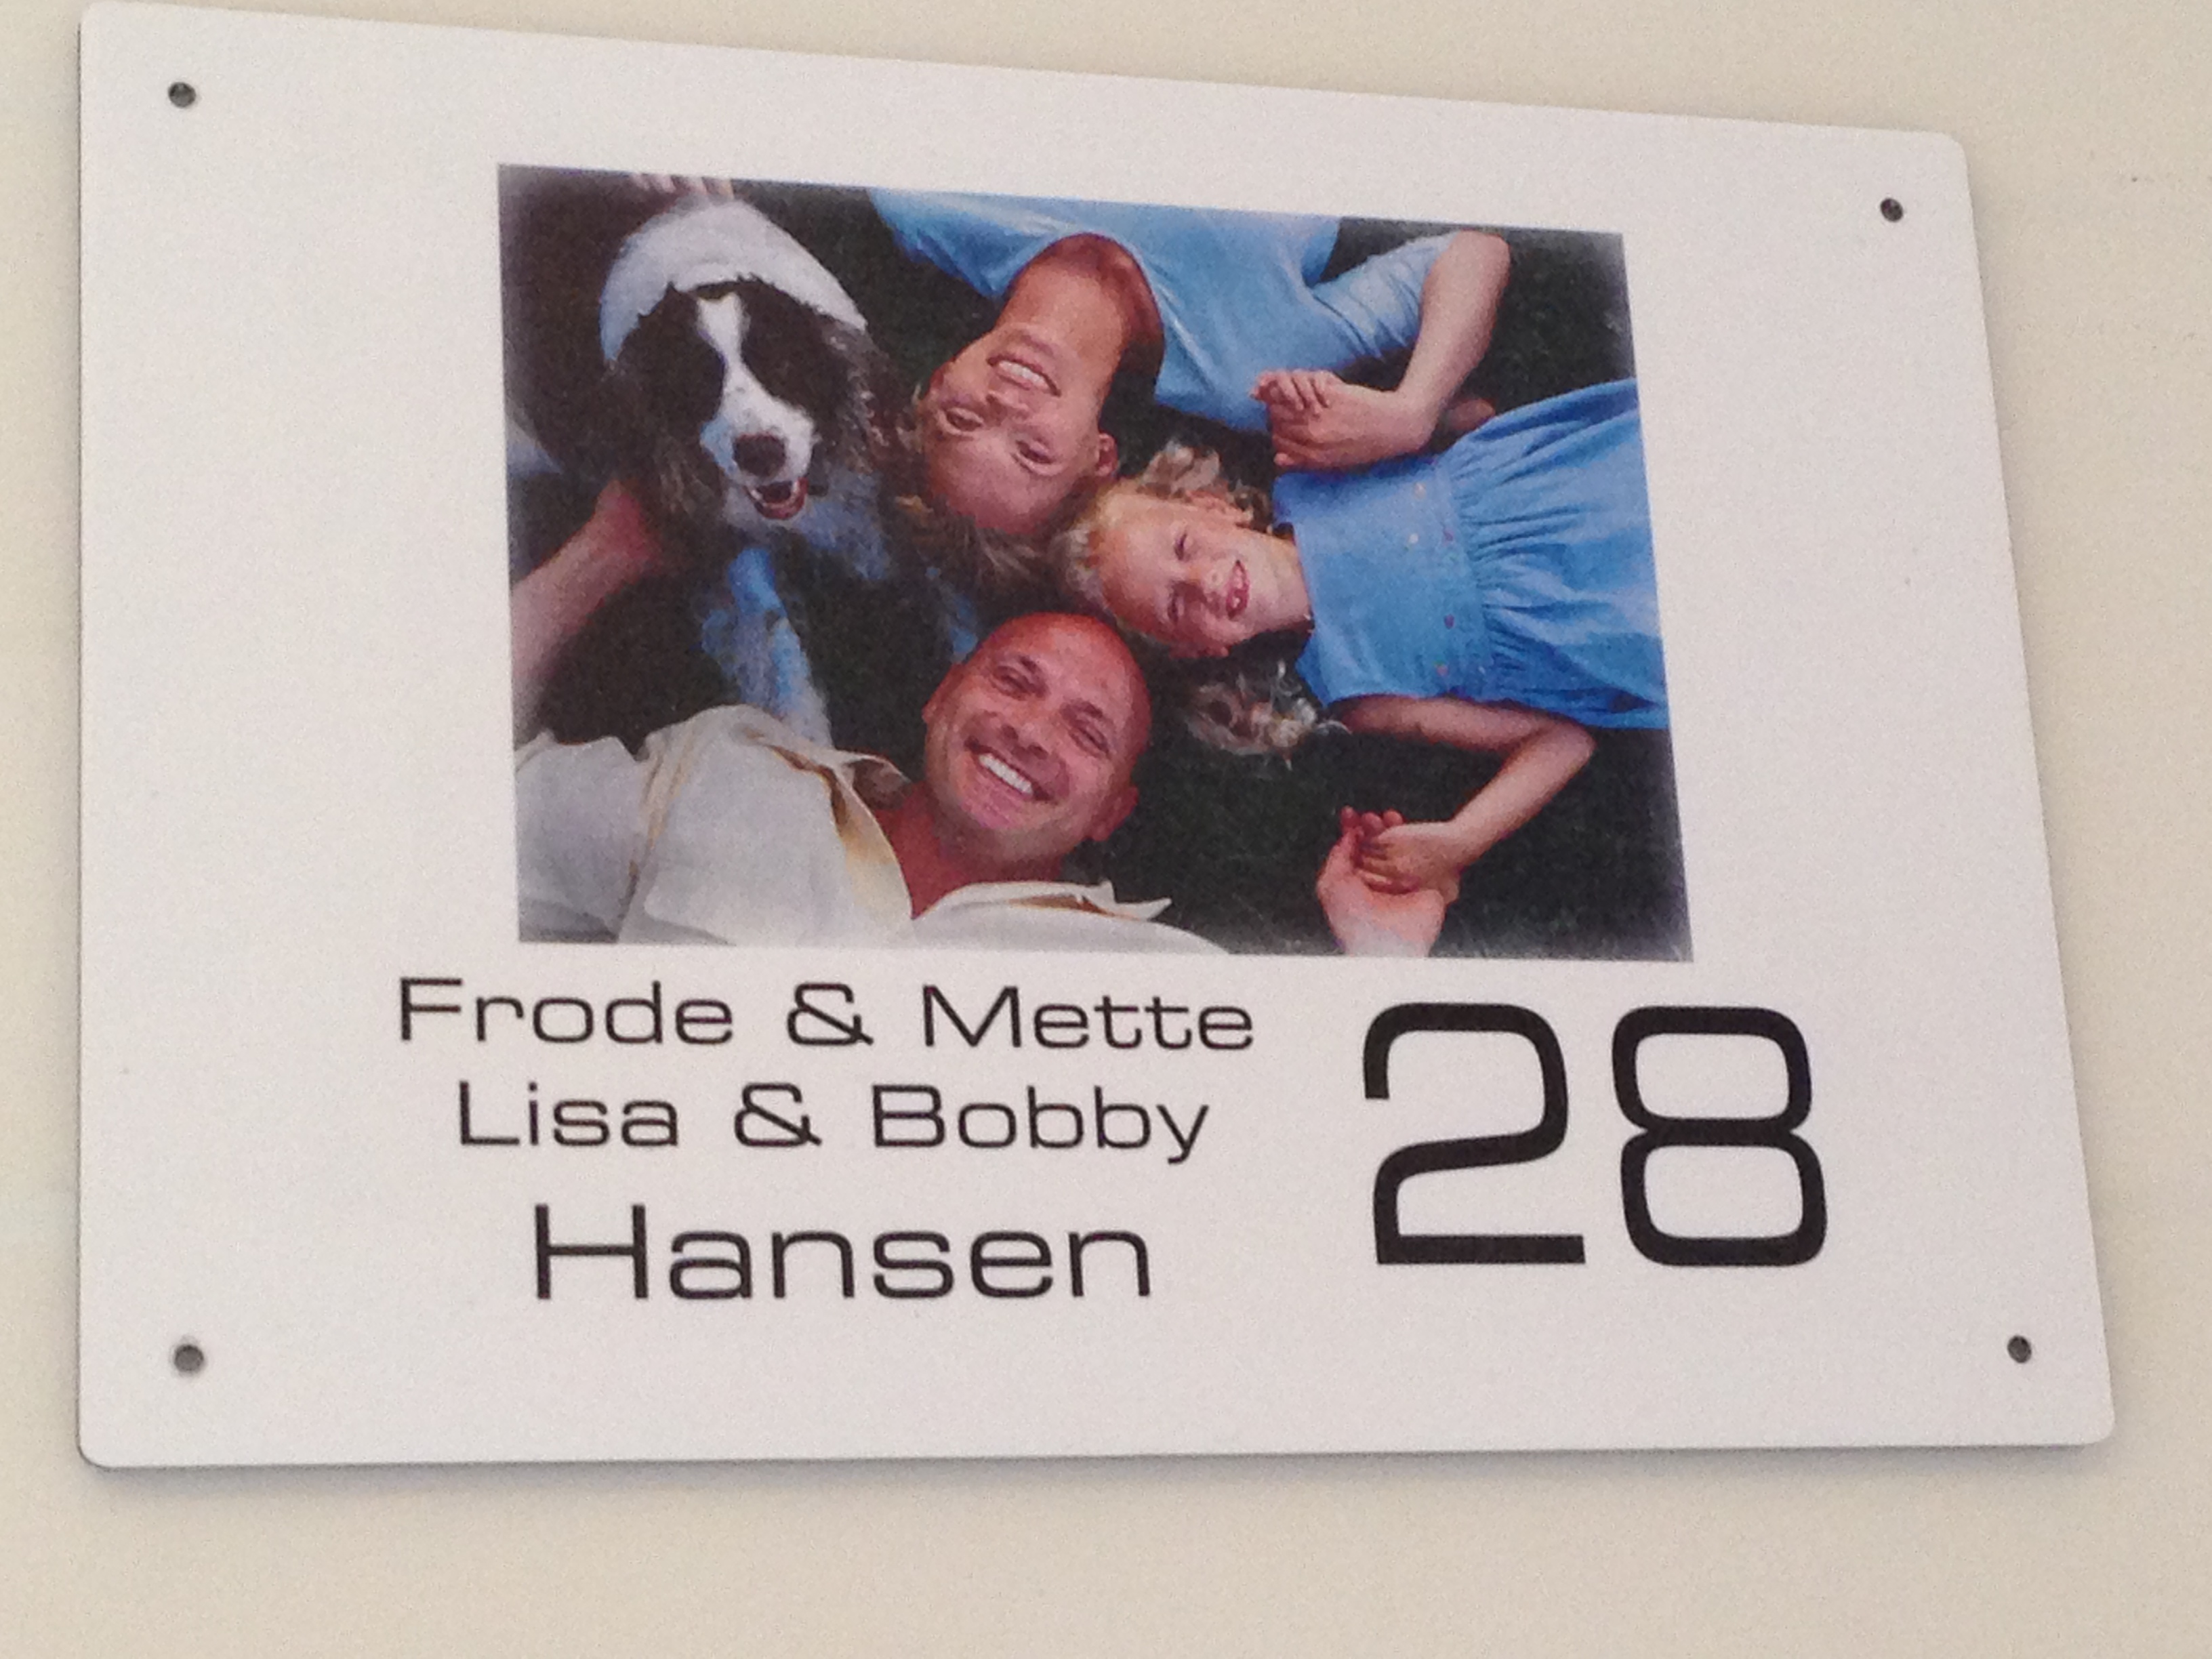 Frode & Mette
Lisa & Bobby
Hansen
28